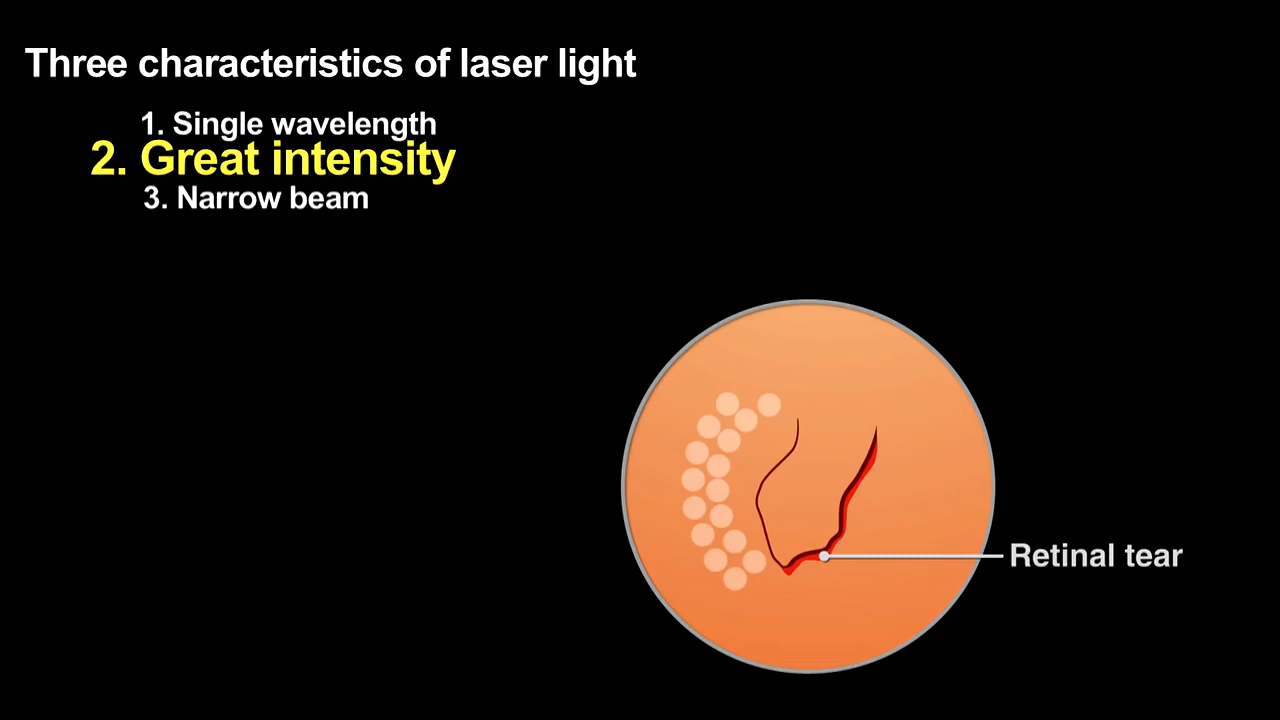 Three characteristics of laser light
1. Single wavelength
2. Great intensity
3. Narrow beam
Retinal tear